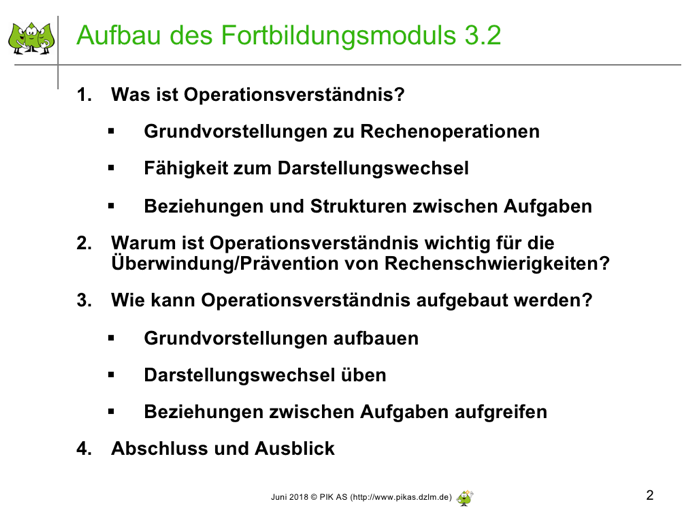 Aufbau des Fortbildungsmoduls 3.2
1. Was ist Operationsverständnis?
▪ Grundvorstellungen zu Rechenoperationen
▪ Fähigkeit zum Darstellungswechsel
▪ Beziehungen und Strukturen zwischen Aufgaben
2. Warum ist Operationsverständnis wichtig für die
Überwindung/Prävention von Rechenschwierigkeiten?
3. Wie kann Operationsverständnis aufgebaut werden?
▪ Grundvorstellungen aufbauen
▪ Darstellungswechsel üben
▪ Beziehungen zwischen Aufgaben aufgreifen
4. Abschluss und Ausblick
Juni 2018 © PIK AS (http://www.pikas.dzlm.de)
2